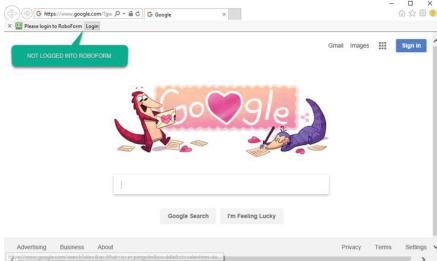 https://www.google.com/?gw
Google
Please login to RoboForm Login
NOT LOGGED INTO ROBOFORM
Gmail Images
Sign in
Google
Google Search I'm Feeling Lucky
Advertising Business About Privacy Terms Settings